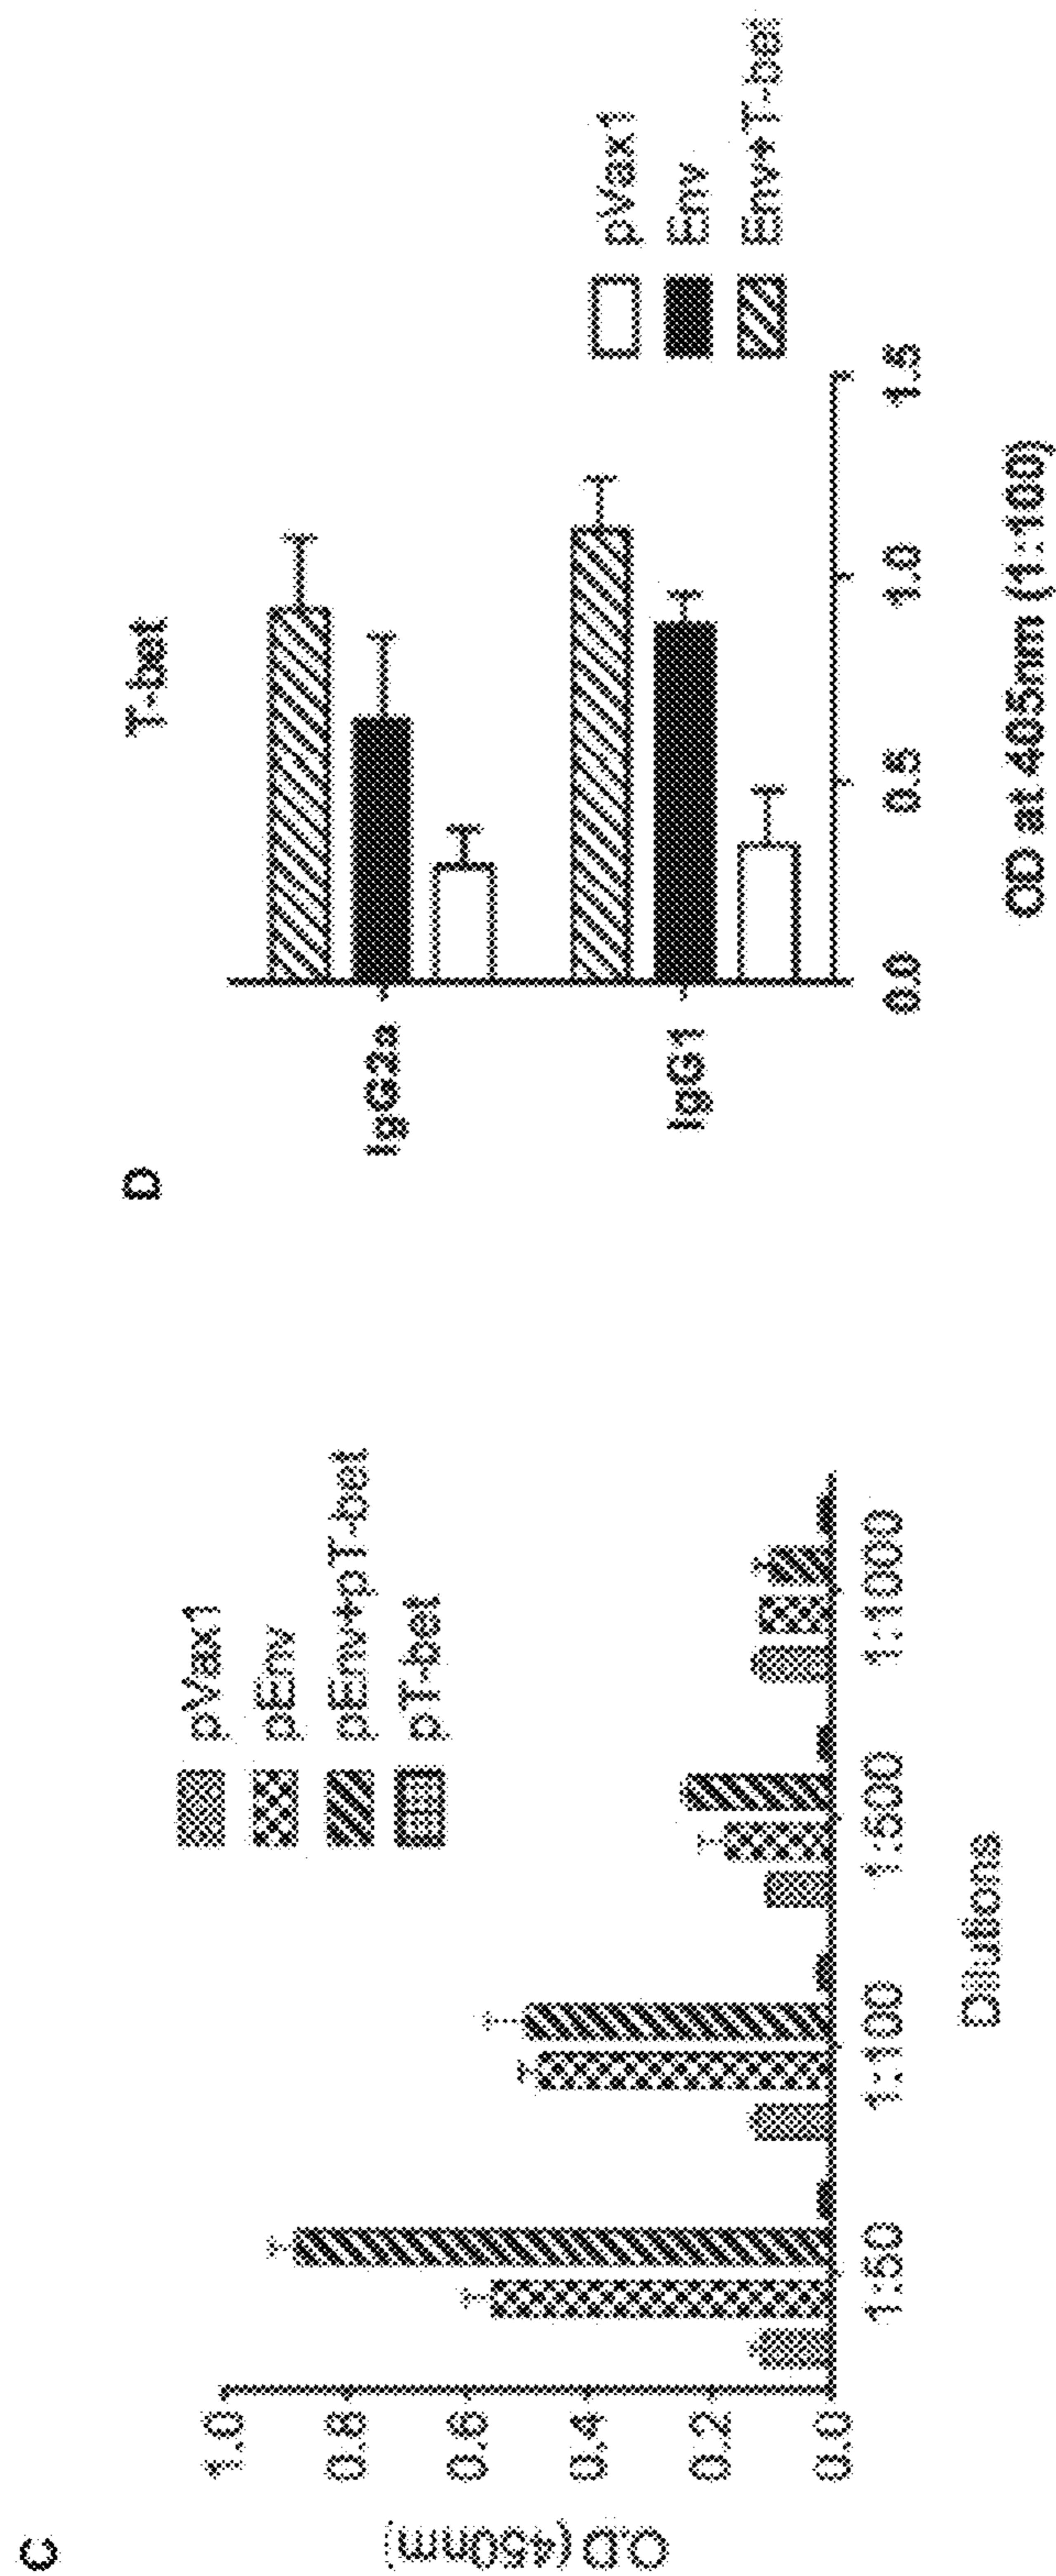 C
O.D (450nm)
1.0
0.8
0.6
0.4
0.2
0.0
pVax1
pEnv
pEnv+pT-bet
pT-bet
1:50
1:100
1:500
1:1000
Dilutions
D
T-bet
IgG2a
IgG1
pVax1
Env
Env+T-bet
0.0
0.5
1.0
1.5
OD at 405nm (1:100)